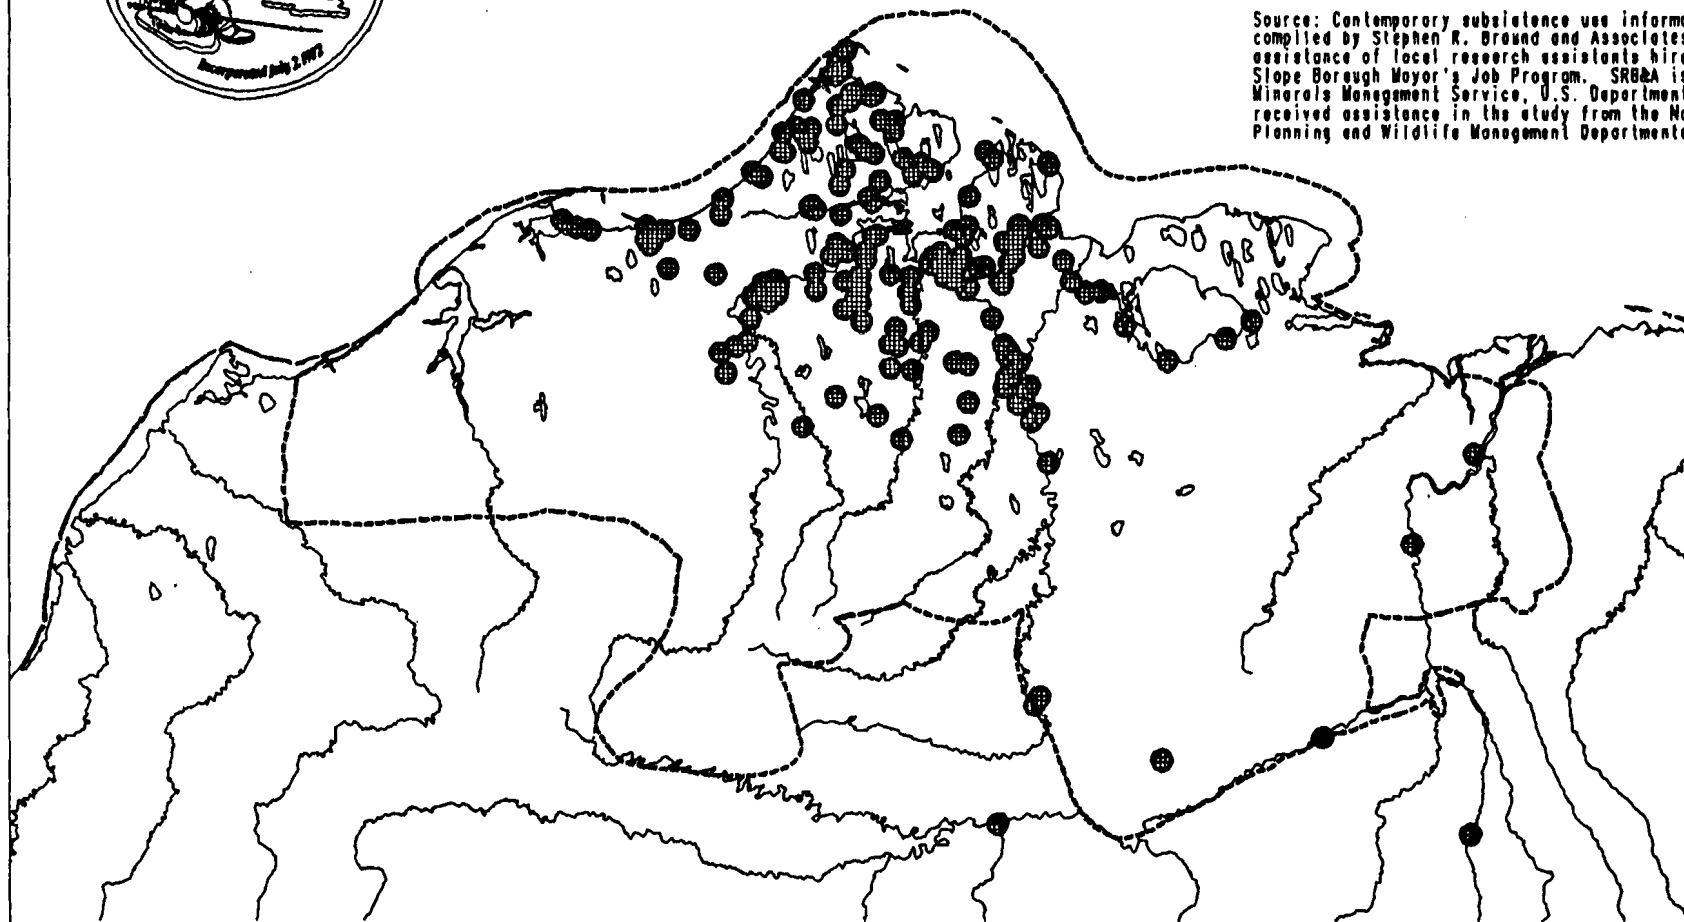 Incorporated July 2, 1972
Source: Contemporary subsistence use informa
compiled by Stephen R. Braund and Associates
assistance of local research assistants hire
Slope Borough Mayor's Job Program. SRB&A is
Minerals Management Service, U.S. Department
received assistance in the study from the No
Planning and Wildlife Management Departments